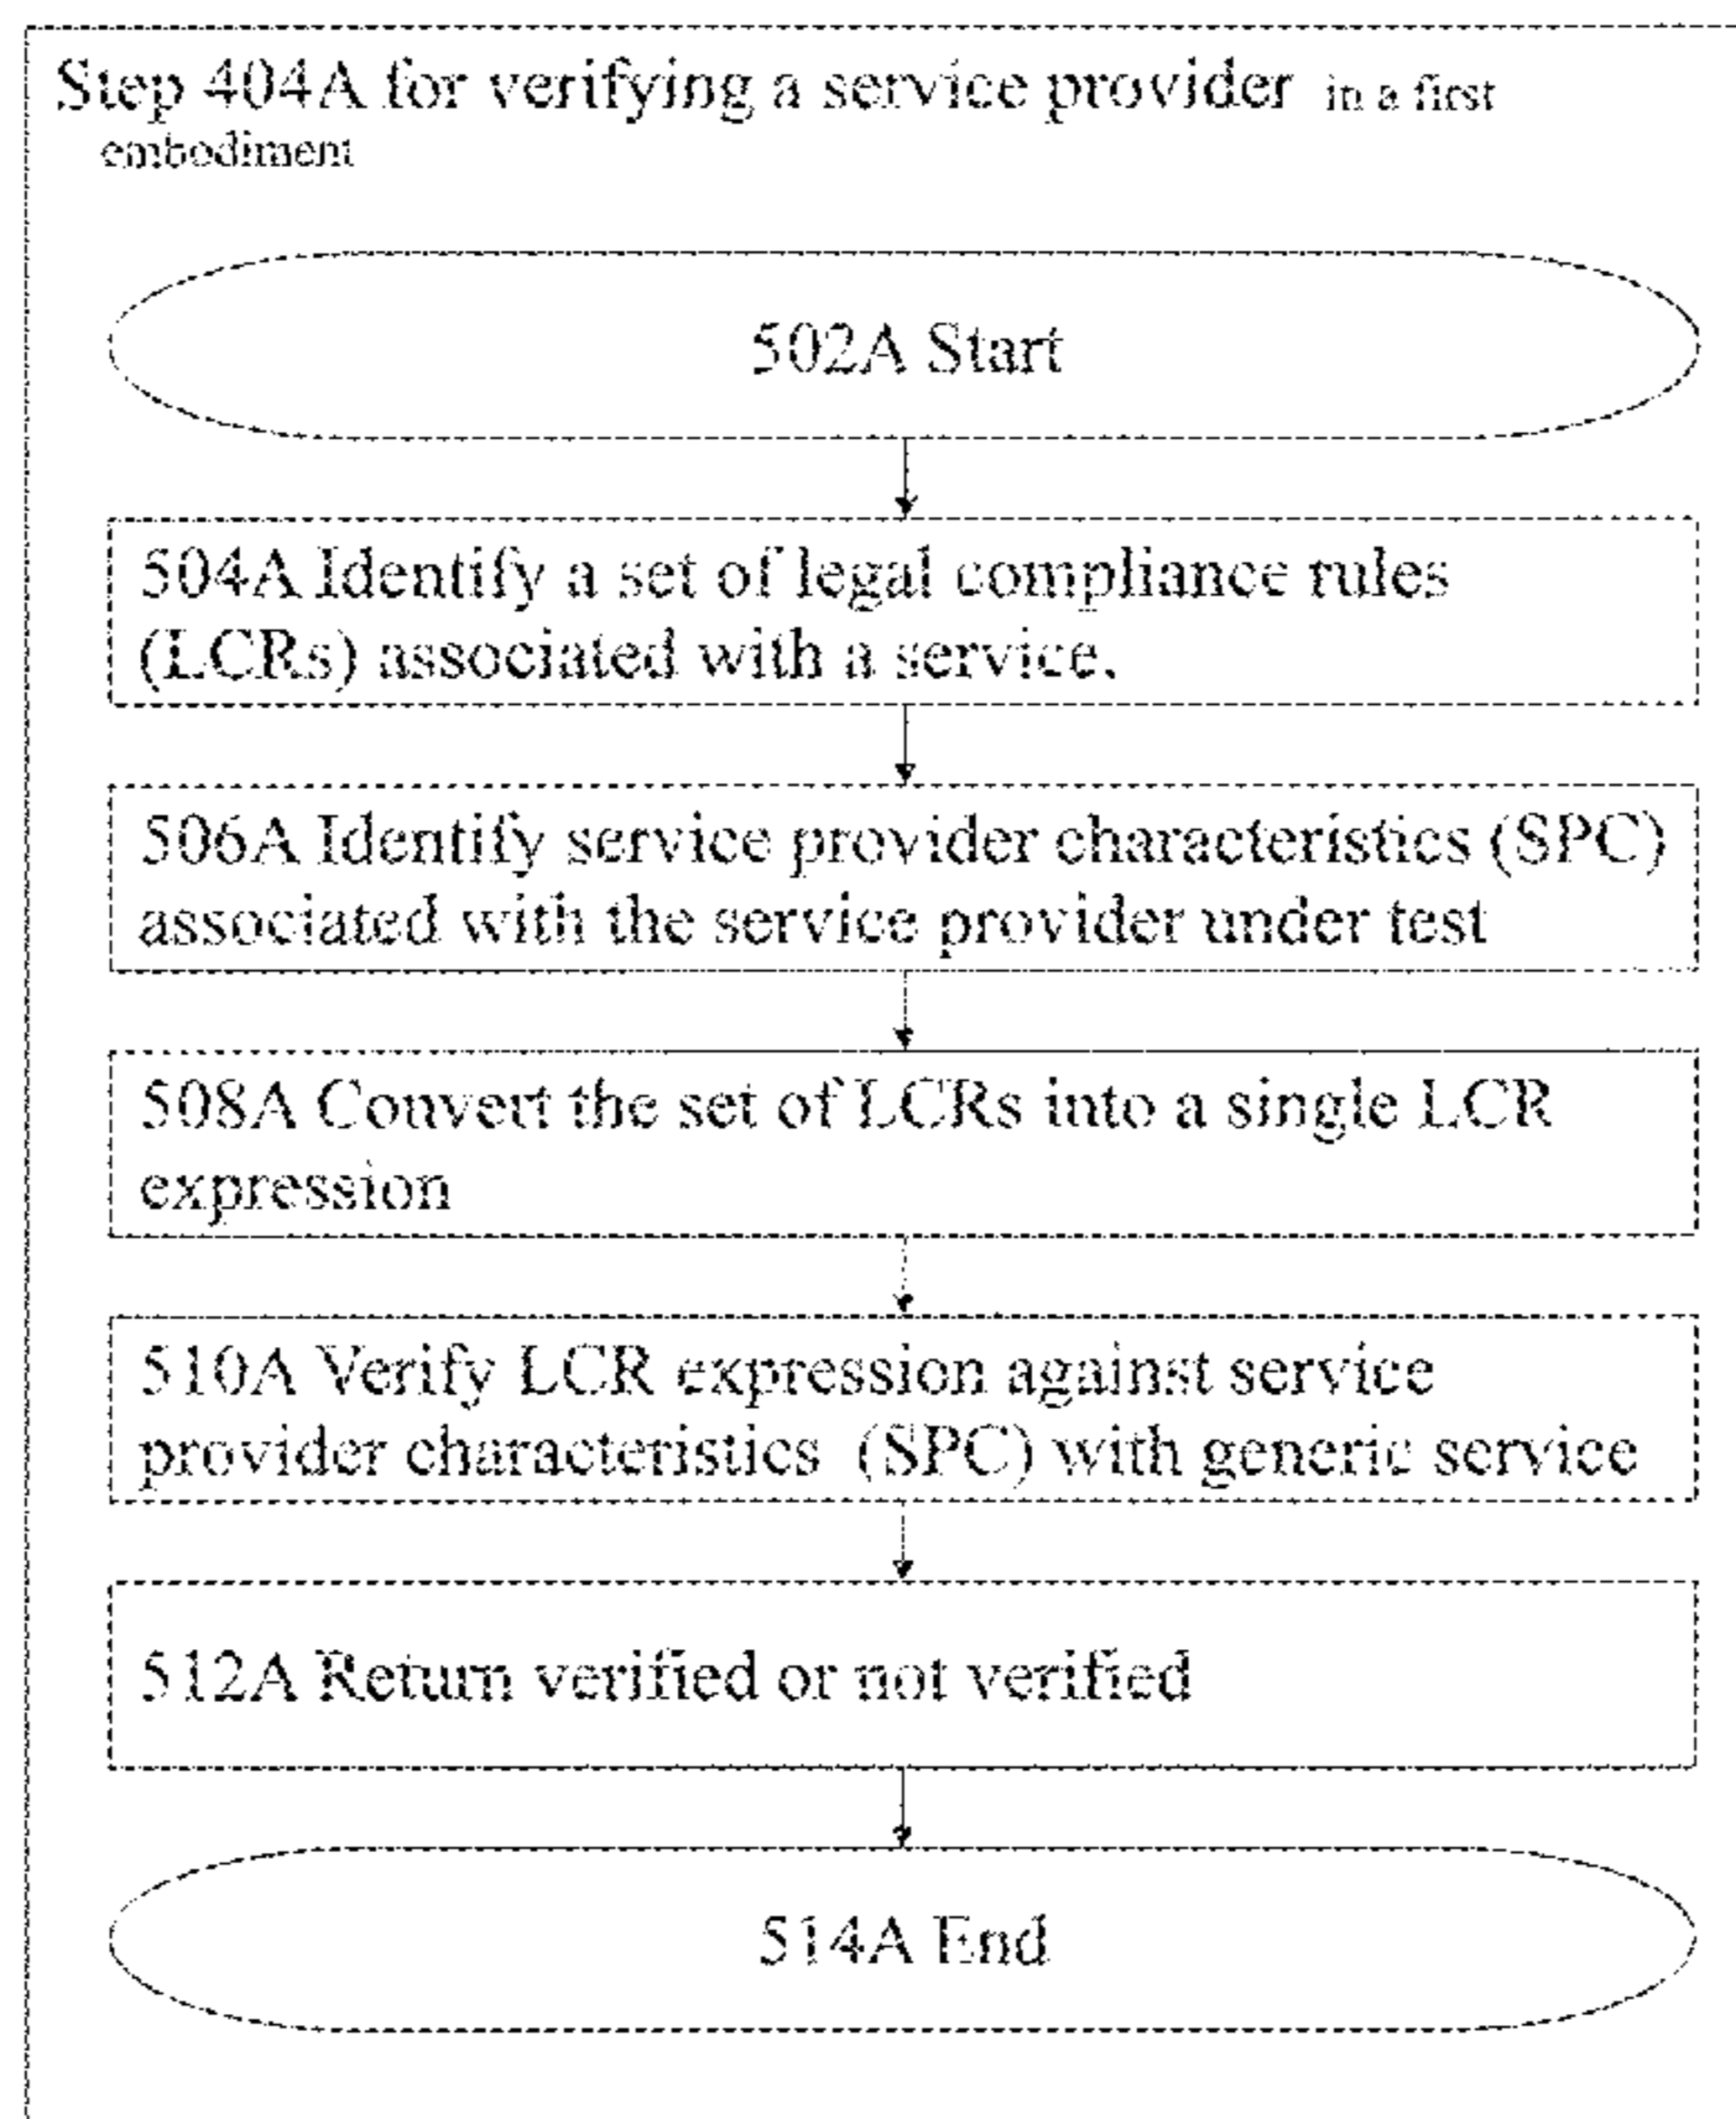 Step 404A for verifying a service provider in a first
embodiment
502A Start
504A Identify a set of legal compliance rules
(LCRs) associated with a service.
506A Identify service provider characteristics (SPC)
associated with the service provider under test
508A Convert the set of LCRs into a single LCR
expression
510A Verify LCR expression against service
provider characteristics (SPC) with generic service
512A Return verified or not verified
514A End